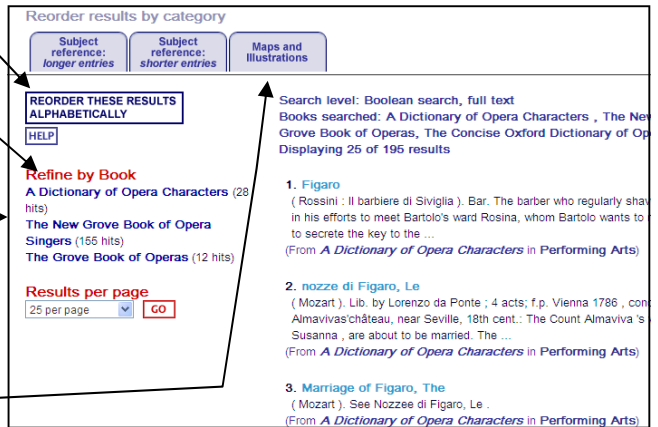 Reorder results by category
Subject
reference:
longer entries
Subject
reference:
shorter entries
Maps and
Illustrations
REORDER THESE RESULTS
ALPHABETICALLY
HELP
Refine by Book
A Dictionary of Opera Characters (28
hits)
The New Grove Book of Opera
Singers (155 hits)
The Grove Book of Operas (12 hits)
Results per page
25 per page
GO
Search level: Boolean search, full text
Books searched: A Dictionary of Opera Characters , The New
Grove Book of Operas, The Concise Oxford Dictionary of Op
Displaying 25 of 195 results
1. Figaro
( Rossini : Il barbiere di Siviglia ). Bar. The barber who regularly shav
in his efforts to meet Bartolo's ward Rosina, whom Bartolo wants to
to secrete the key to the ...
(From A Dictionary of Opera Characters in Performing Arts)
2. nozze di Figaro, Le
( Mozart ). Lib. by Lorenzo da Ponte ; 4 acts; f.p. Vienna 1786 , con
Almavivas'château, near Seville, 18th cent.: The Count Almaviva 's
Susanna , are about to be married. The ...
(From A Dictionary of Opera Characters in Performing Arts)
3. Marriage of Figaro, The
( Mozart ). See Nozzee di Figaro, Le .
(From A Dictionary of Opera Characters in Performing Arts)